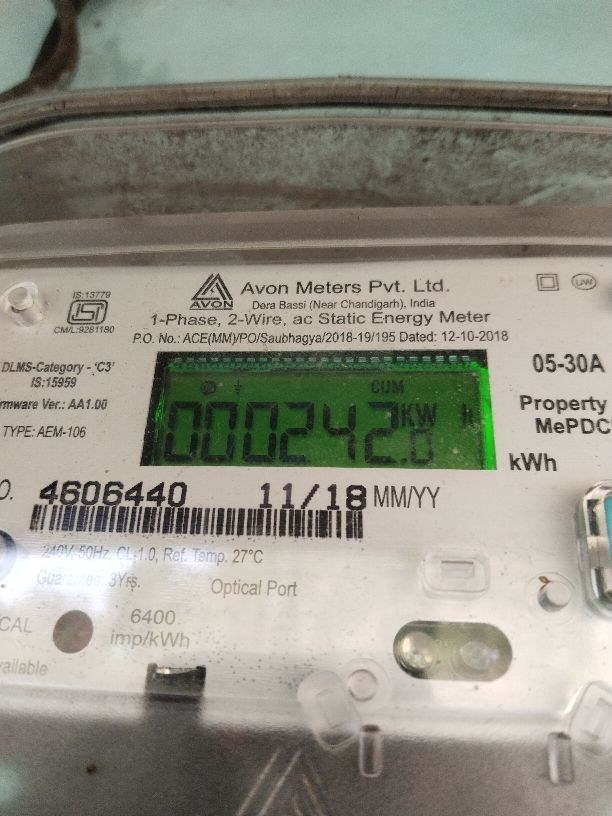 IS:13779
ISI
CM/L:9281180
AVON
Avon Meters Pvt. Ltd.
Dera Bassi (Near Chandigarh), India
1-Phase, 2-Wire, ac Static Energy Meter
P.O. No.: ACE(MM)/PO/Saubhagya/2018-19/195 Dated: 12-10-2018
DLMS-Category - 'C3'
IS:15959
rmware Ver.: AA1.00
TYPE: AEM-106
CUM
000242.0 KW h
05-30A
Property
MePDC
kWh
O. 4606440 11/18 MM/YY
240V, 50Hz, CL-1.0, Ref. Temp. 27°C
Guarantee: 3Yrs.
Optical Port
CAL
6400
imp/kWh
vailable
AVON